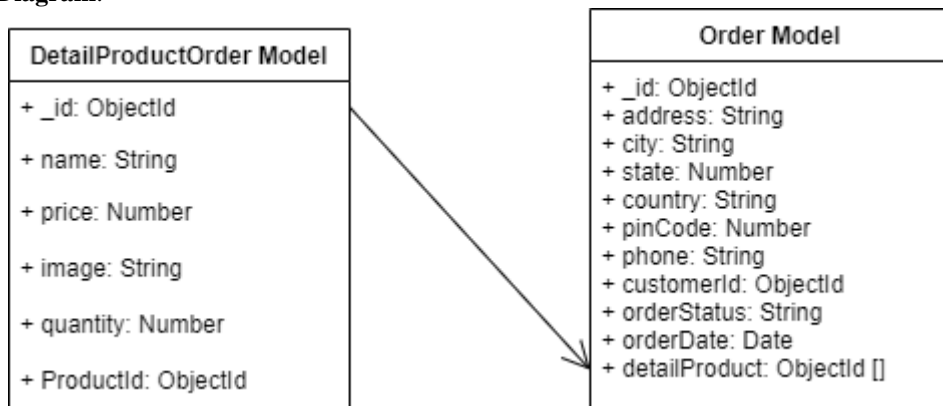 Diagram:
DetailProductOrder Model
+ _id: ObjectId
+ name: String
+ price: Number
+ image: String
+ quantity: Number
+ ProductId: ObjectId
Order Model
+ _id: ObjectId
+ address: String
+ city: String
+ state: Number
+ country: String
+ pinCode: Number
+ phone: String
+ customerId: ObjectId
+ orderStatus: String
+ orderDate: Date
+ detailProduct: ObjectId []